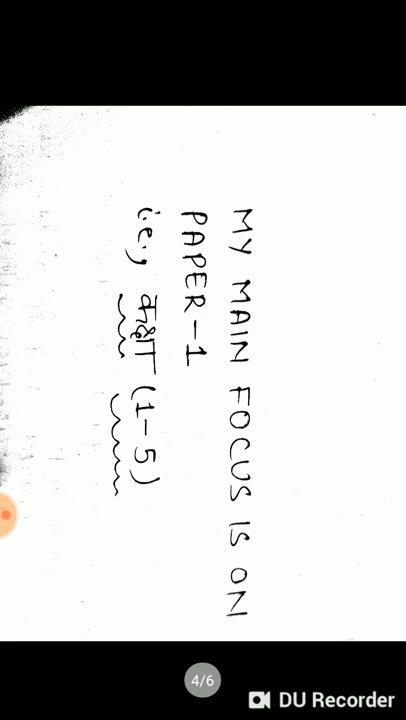 MY MAIN FOCUS IS ON
PAPER-1
i.e., कक्षा (1-5)
4/6
DU Recorder